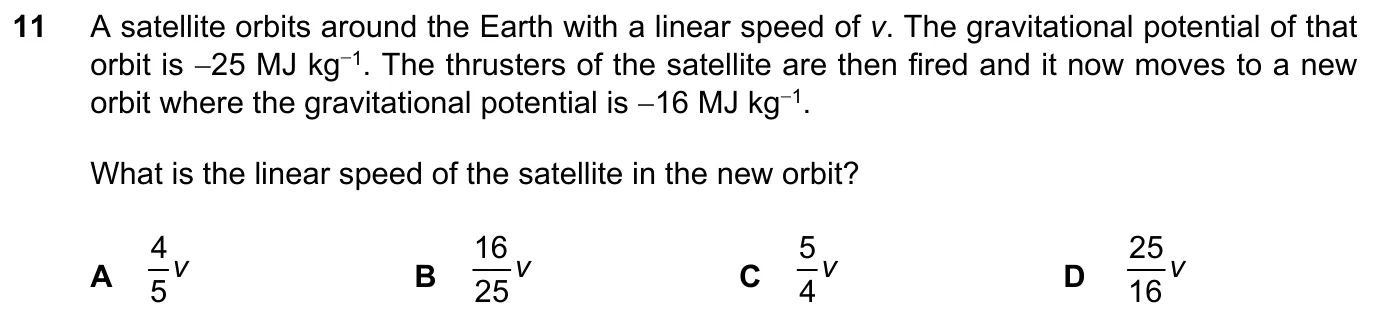 11 A satellite orbits around the Earth with a linear speed of v. The gravitational potential of that
orbit is –25 MJ kg⁻¹. The thrusters of the satellite are then fired and it now moves to a new
orbit where the gravitational potential is –16 MJ kg⁻¹.
What is the linear speed of the satellite in the new orbit?
A 4/5 v B 16/25 v C 5/4 v D 25/16 v